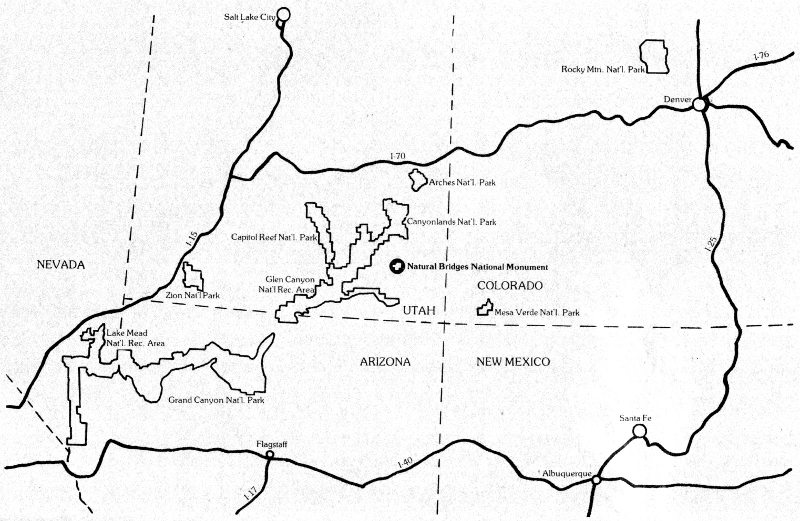 Salt Lake City
I-76
Rocky Mtn. Nat'l. Park
Denver
I-70
Arches Nat'l. Park
Canyonlands Nat'l. Park
Capitol Reef Nat'l. Park
I-15
I-25
NEVADA
Natural Bridges National Monument
Glen Canyon
Nat'l Rec. Area
COLORADO
Zion Nat'l Park
UTAH
Mesa Verde Nat'l. Park
Lake Mead
Nat'l. Rec. Area
ARIZONA
NEW MEXICO
Grand Canyon Nat'l. Park
Santa Fe
Flagstaff
I-40
Albuquerque
I-17